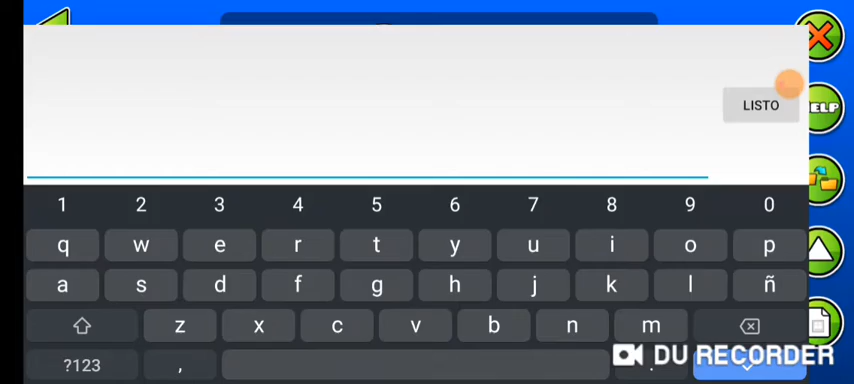 HELP
LISTO
1 2 3 4 5 6 7 8 9 0
q w e r t y u i o p
a s d f g h j k l ñ
z x c v b n m
?123 , .
DU RECORDER